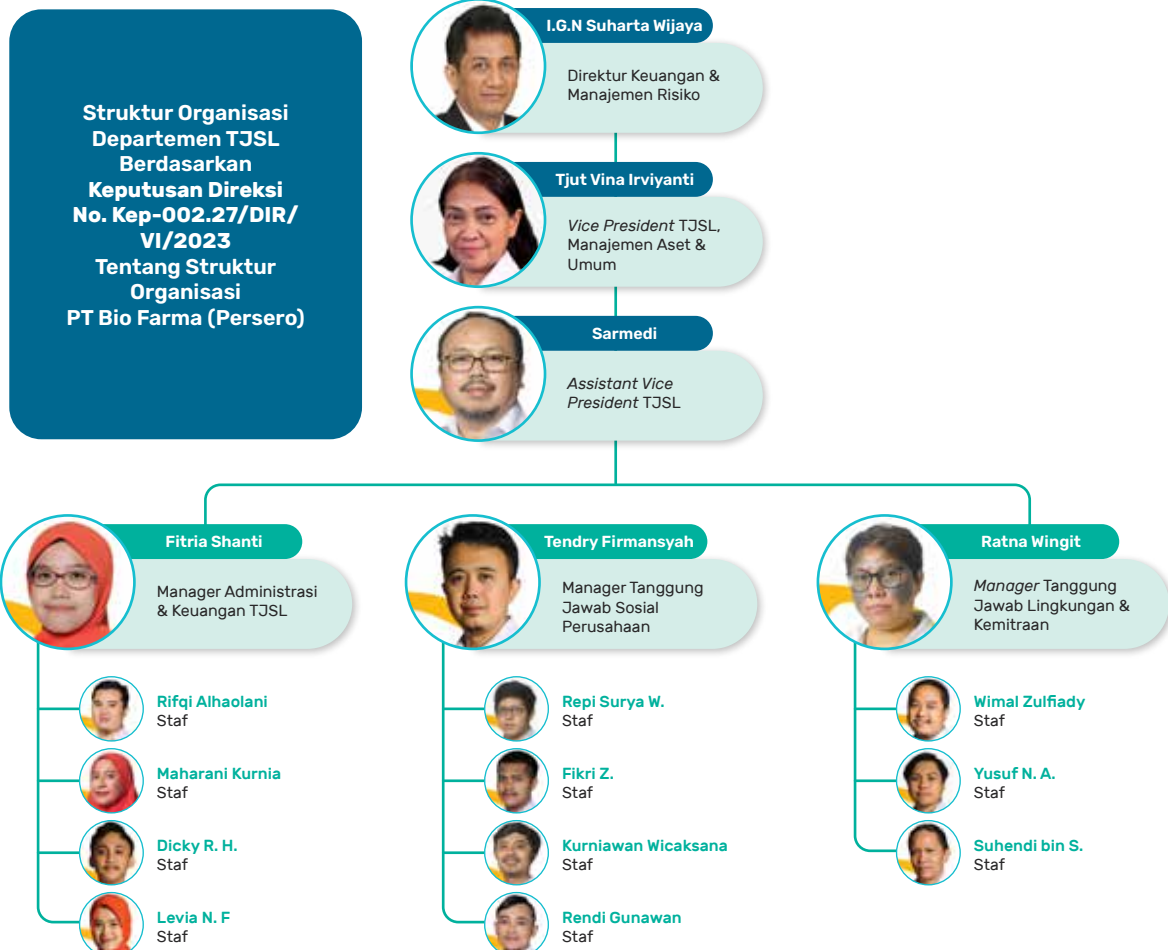 Struktur Organisasi
Departemen TJSL
Berdasarkan
Keputusan Direksi
No. Kep-002.27/DIR/
VI/2023
Tentang Struktur
Organisasi
PT Bio Farma (Persero)
I.G.N Suharta Wijaya
Direktur Keuangan &
Manajemen Risiko
Tjut Vina Irviyanti
Vice President TJSL,
Manajemen Aset &
Umum
Sarmedi
Assistant Vice
President TJSL
Fitria Shanti
Manager Administrasi
& Keuangan TJSL
Rifqi Alhaolani
Staf
Maharani Kurnia
Staf
Dicky R. H.
Staf
Levia N. F
Staf
Tendry Firmansyah
Manager Tanggung
Jawab Sosial
Perusahaan
Repi Surya W.
Staf
Fikri Z.
Staf
Kurniawan Wicaksana
Staf
Rendi Gunawan
Staf
Ratna Wingit
Manager Tanggung
Jawab Lingkungan &
Kemitraan
Wimal Zulfiady
Staf
Yusuf N. A.
Staf
Suhendi bin S.
Staf